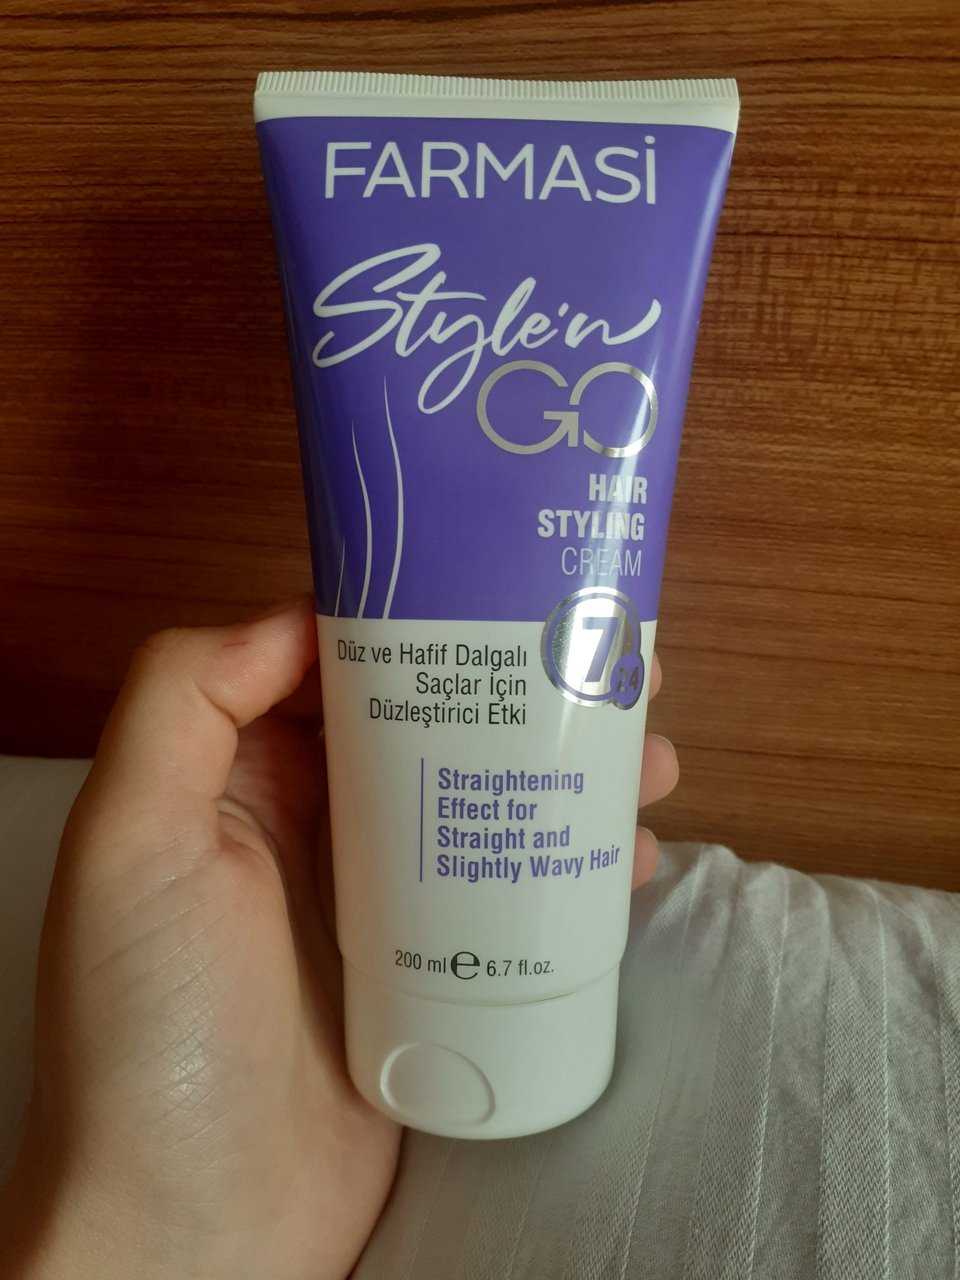 FARMASİ
Style'n
GO
HAIR
STYLING
CREAM
7
24
Düz ve Hafif Dalgalı
Saçlar İçin
Düzleştirici Etki
Straightening
Effect for
Straight and
Slightly Wavy Hair
200 ml ℮ 6.7 fl.oz.